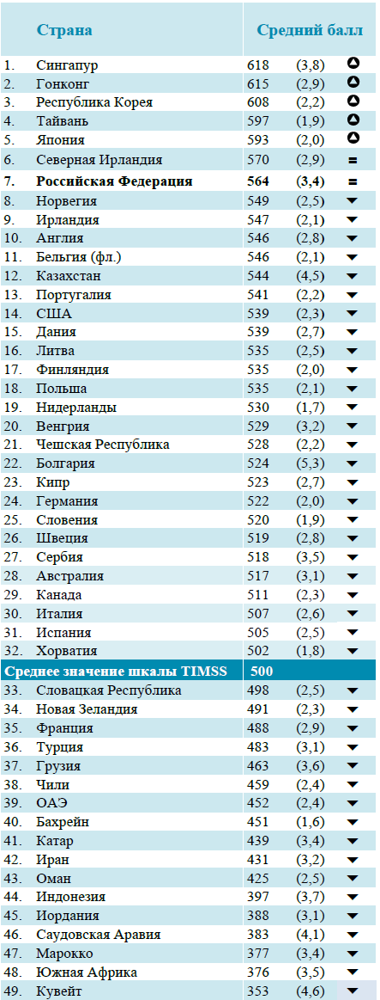 Страна Средний балл
1. Сингапур 618 (3,8)
2. Гонконг 615 (2,9)
3. Республика Корея 608 (2,2)
4. Тайвань 597 (1,9)
5. Япония 593 (2,0)
6. Северная Ирландия 570 (2,9) =
7. Российская Федерация 564 (3,4) =
8. Норвегия 549 (2,5)
9. Ирландия 547 (2,1)
10. Англия 546 (2,8)
11. Бельгия (фл.) 546 (2,1)
12. Казахстан 544 (4,5)
13. Португалия 541 (2,2)
14. США 539 (2,3)
15. Дания 539 (2,7)
16. Литва 535 (2,5)
17. Финляндия 535 (2,0)
18. Польша 535 (2,1)
19. Нидерланды 530 (1,7)
20. Венгрия 529 (3,2)
21. Чешская Республика 528 (2,2)
22. Болгария 524 (5,3)
23. Кипр 523 (2,7)
24. Германия 522 (2,0)
25. Словения 520 (1,9)
26. Швеция 519 (2,8)
27. Сербия 518 (3,5)
28. Австралия 517 (3,1)
29. Канада 511 (2,3)
30. Италия 507 (2,6)
31. Испания 505 (2,5)
32. Хорватия 502 (1,8)
Среднее значение шкалы TIMSS 500
33. Словацкая Республика 498 (2,5)
34. Новая Зеландия 491 (2,3)
35. Франция 488 (2,9)
36. Турция 483 (3,1)
37. Грузия 463 (3,6)
38. Чили 459 (2,4)
39. ОАЭ 452 (2,4)
40. Бахрейн 451 (1,6)
41. Катар 439 (3,4)
42. Иран 431 (3,2)
43. Оман 425 (2,5)
44. Индонезия 397 (3,7)
45. Иордания 388 (3,1)
46. Саудовская Аравия 383 (4,1)
47. Марокко 377 (3,4)
48. Южная Африка 376 (3,5)
49. Кувейт 353 (4,6)